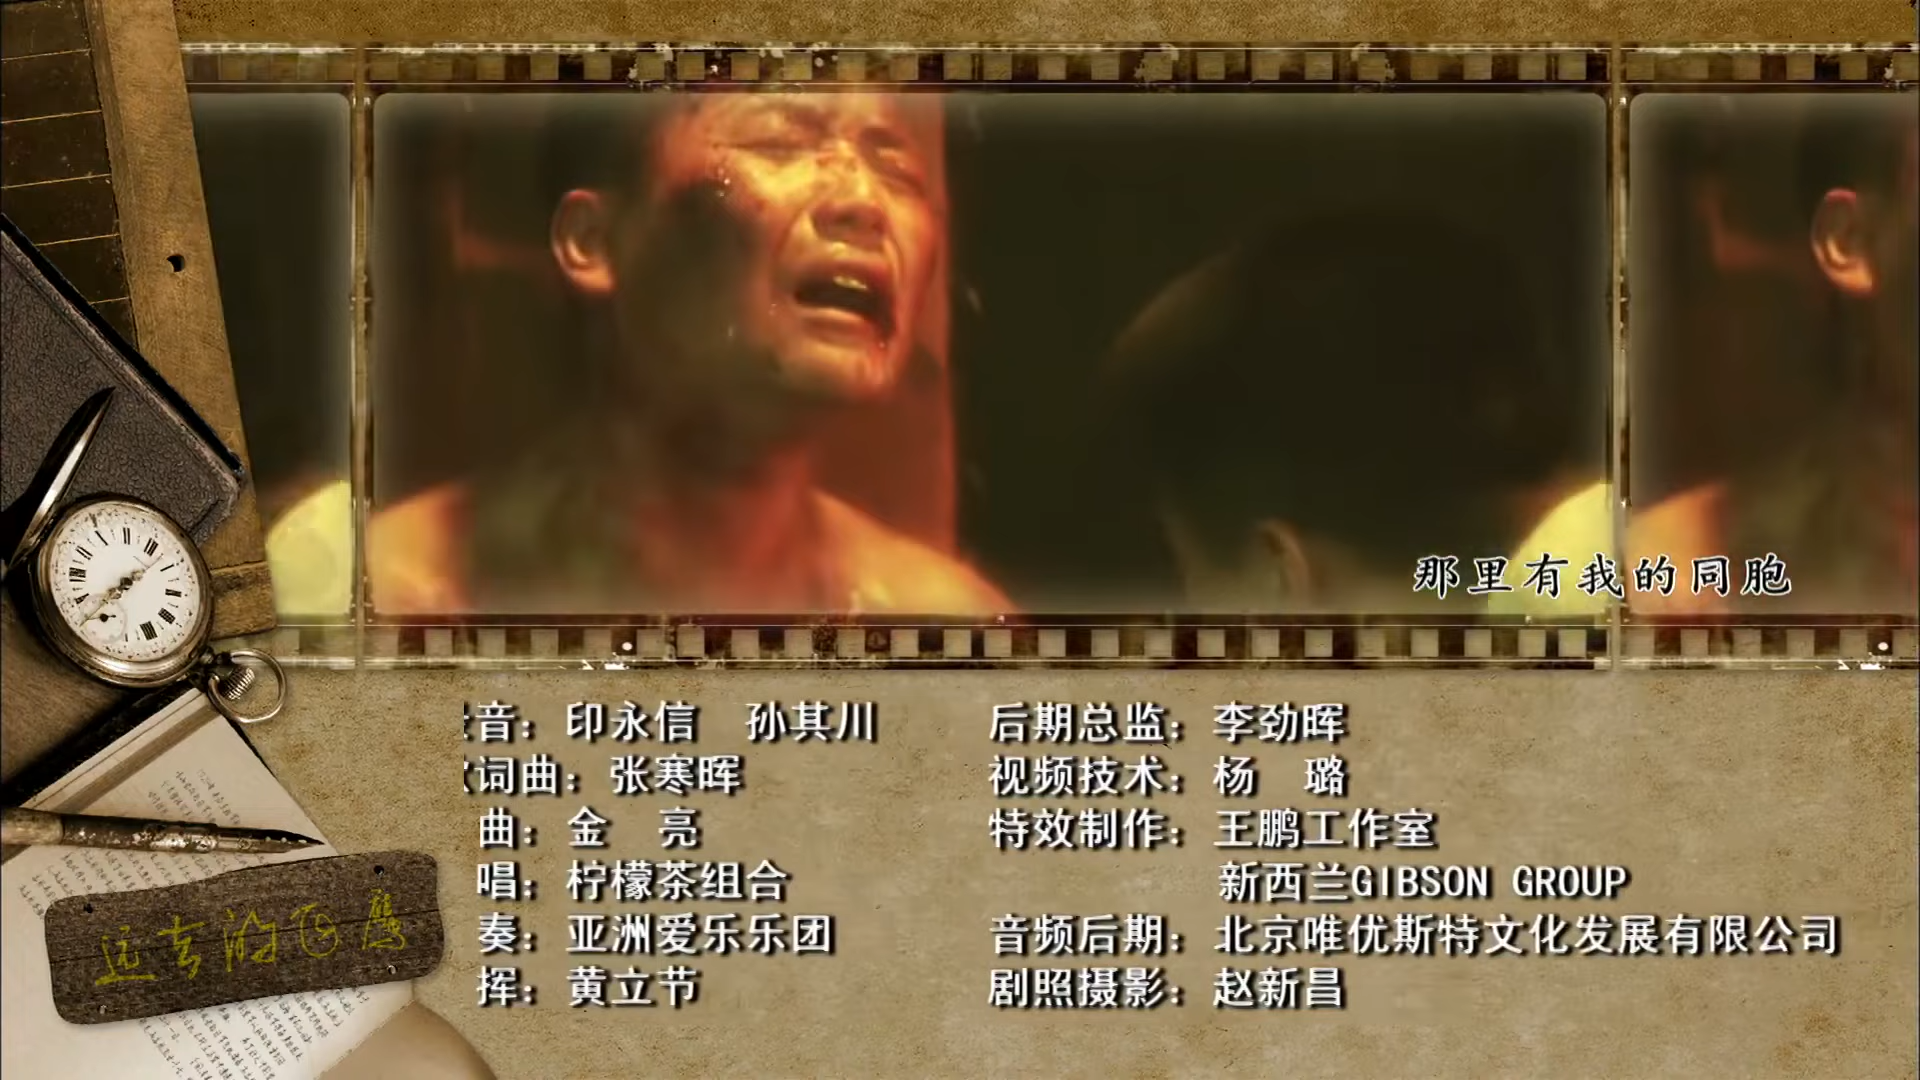 那里有我的同胞
音：印永信　孙其川
词曲：张寒晖
曲：金　亮
唱：柠檬茶组合
奏：亚洲爱乐乐团
挥：黄立节
后期总监：李劲晖
视频技术：杨　璐
特效制作：王鹏工作室
新西兰GIBSON GROUP
音频后期：北京唯优斯特文化发展有限公司
剧照摄影：赵新昌
远去的飞鹰